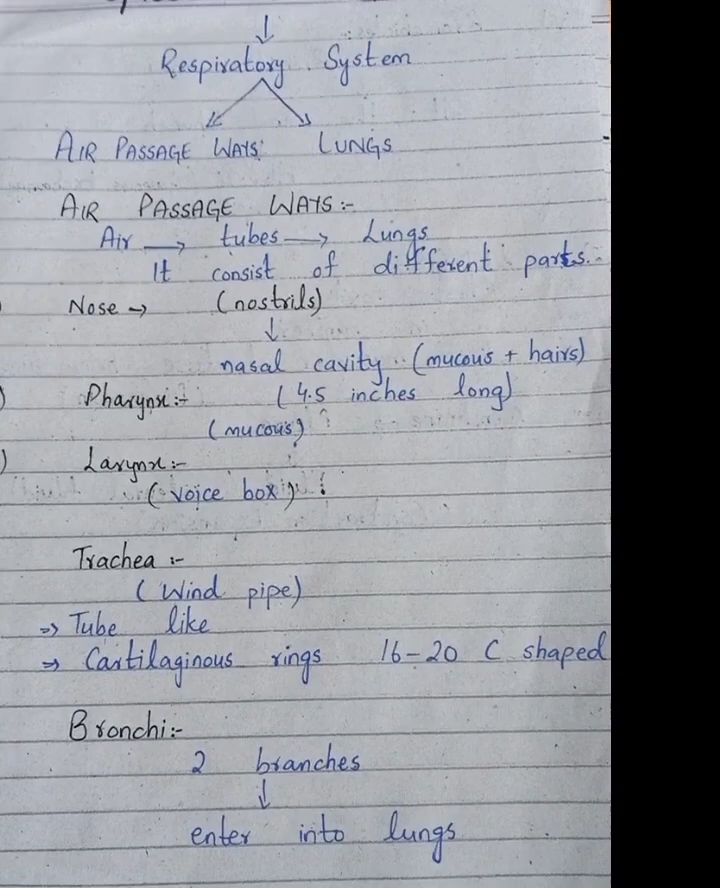 ↓
Respiratory System
AIR PASSAGE WAYS LUNGS
AIR PASSAGE WAYS:-
Air → tubes → Lungs
It consist of different parts.
Nose → (nostrils)
↓
nasal cavity (mucous + hairs)
Pharynx:- (4.5 inches long)
(mucous)
Larynx:-
(voice box)
Trachea :-
(Wind pipe)
⇒ Tube like
⇒ Cartilaginous rings 16-20 C shaped
Bronchi:-
2 branches
↓
enter into lungs